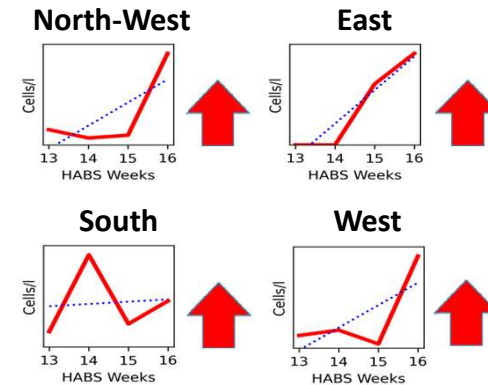 North-West
Cells/l
13 14 15 16
HABS Weeks
East
Cells/l
13 14 15 16
HABS Weeks
South
Cells/l
13 14 15 16
HABS Weeks
West
Cells/l
13 14 15 16
HABS Weeks